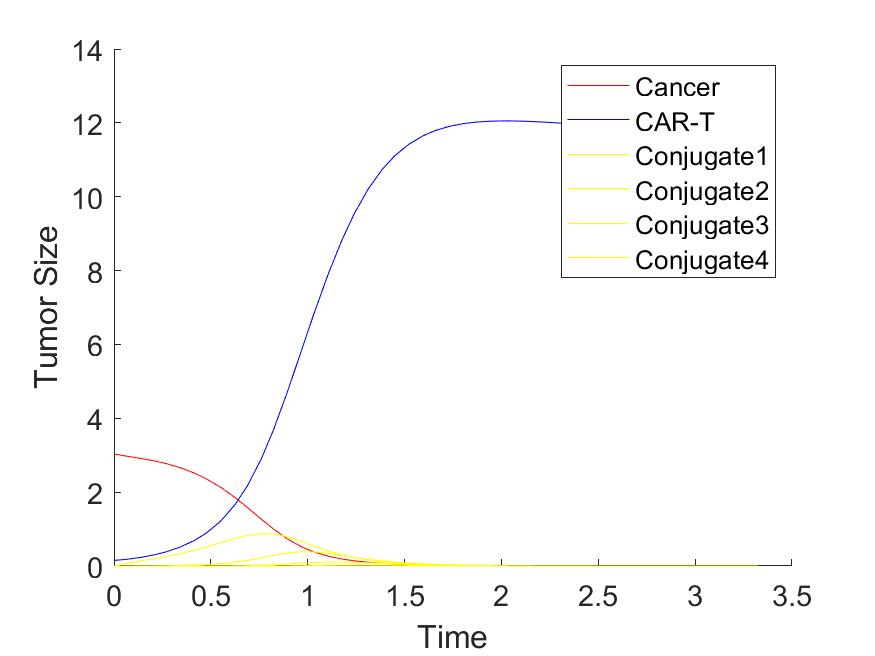 14
12
10
8
6
4
2
0
Tumor Size
Cancer
CAR-T
Conjugate1
Conjugate2
Conjugate3
Conjugate4
0 0.5 1 1.5 2 2.5 3 3.5
Time